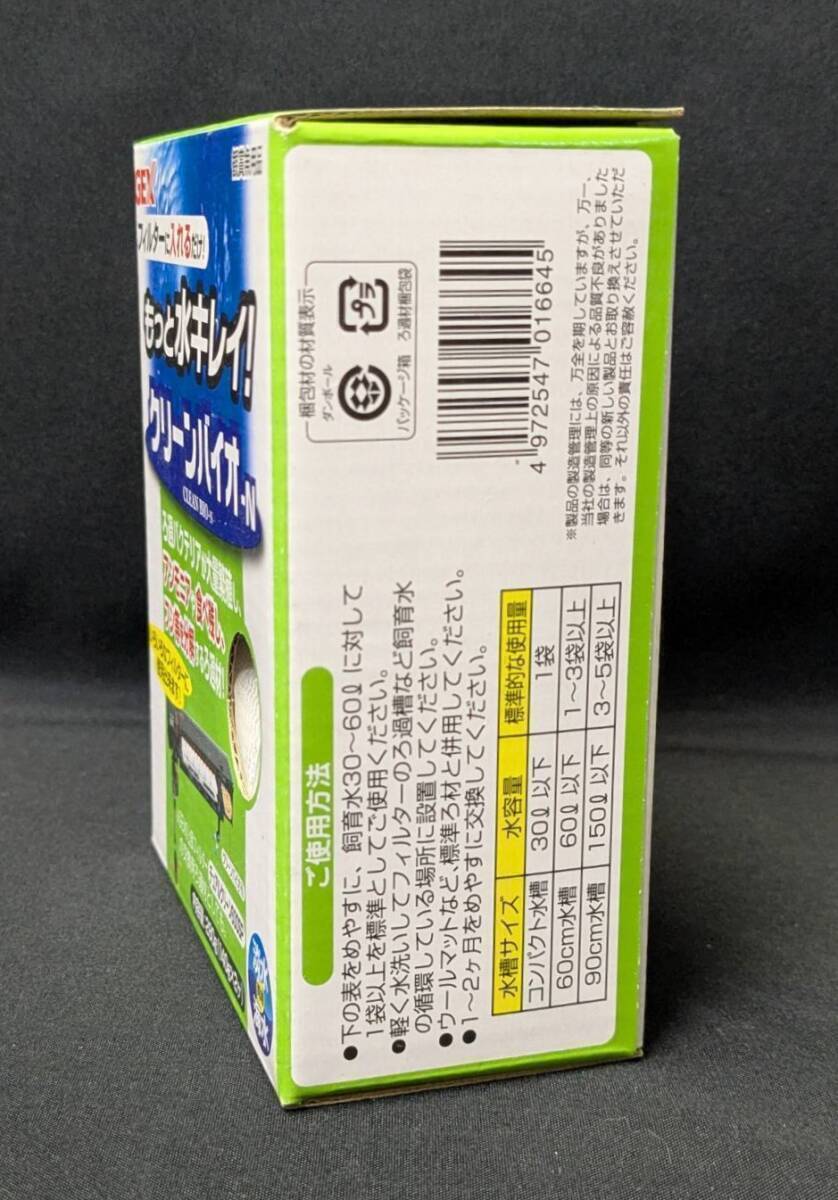 GEX
フィルターに入れるだけ!
もっと水キレイ!
クリーンバイオ-N
CLEAN BIO-N
梱包材の材質表示
ダンボール
パッケージ箱
プラ
ろ過材梱包袋
4 972547 016645
※製品の製造管理には、万全を期していますが、万一、
当社の製造管理上の原因による品質不良がありました
場合は、同等の新しい製品とお取り換えさせていただ
きます。それ以外の責任はご容赦ください。
ご使用方法
●下の表をめやすに、飼育水30〜60ℓに対して
1袋以上を標準としてご使用ください。
●軽く水洗いしてフィルターのろ過槽など飼育水
の循環している場所に設置してください。
●ウールマットなど、標準ろ材と併用してください。
●1〜2ヶ月をめやすに交換してください。
水槽サイズ 水容量 標準的な使用量
コンパクト水槽 30ℓ以下 1袋
60cm水槽 60ℓ以下 1〜3袋以上
90cm水槽 150ℓ以下 3〜5袋以上